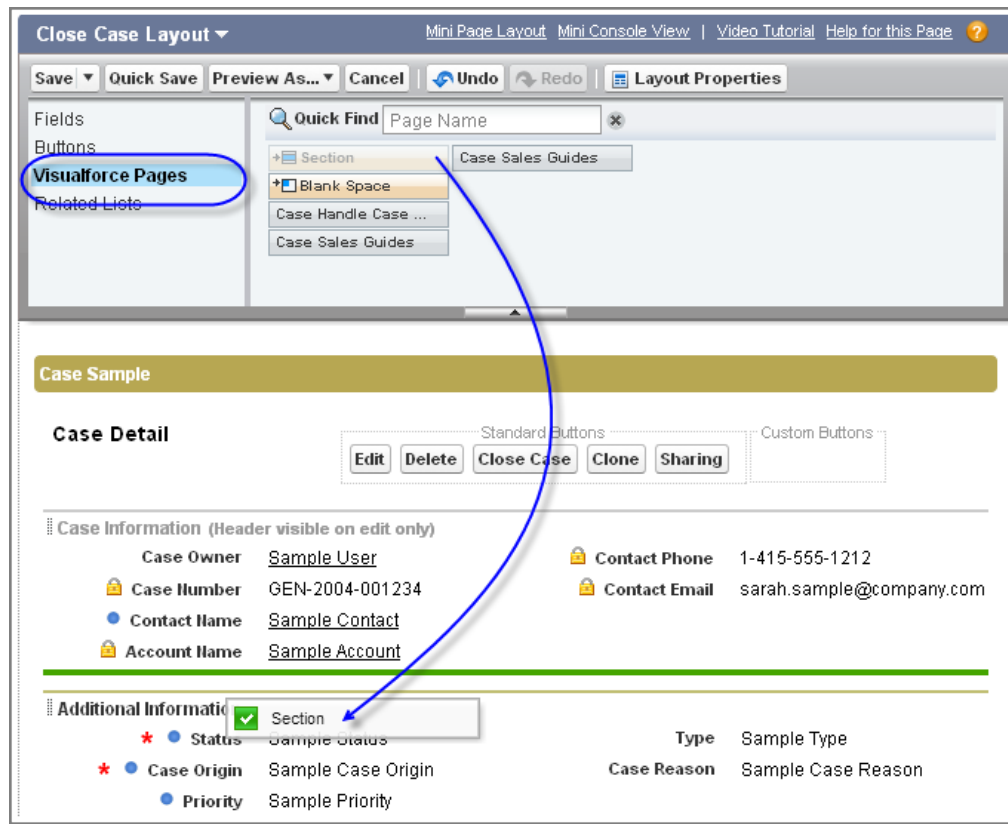 Close Case Layout ▼ Mini Page Layout Mini Console View | Video Tutorial Help for this Page ?
Save ▼ Quick Save Preview As... ▼ Cancel Undo Redo Layout Properties
Fields
Buttons
Visualforce Pages
Related Lists
Quick Find Page Name
Section Case Sales Guides
Blank Space
Case Handle Case ...
Case Sales Guides
Case Sample
Case Detail
Standard Buttons Custom Buttons
Edit Delete Close Case Clone Sharing
Case Information (Header visible on edit only)
Case Owner Sample User Contact Phone 1-415-555-1212
Case Number GEN-2004-001234 Contact Email sarah.sample@company.com
Contact Name Sample Contact
Account Name Sample Account
Additional Informatio Section
* Status Sample Status Type Sample Type
* Case Origin Sample Case Origin Case Reason Sample Case Reason
Priority Sample Priority